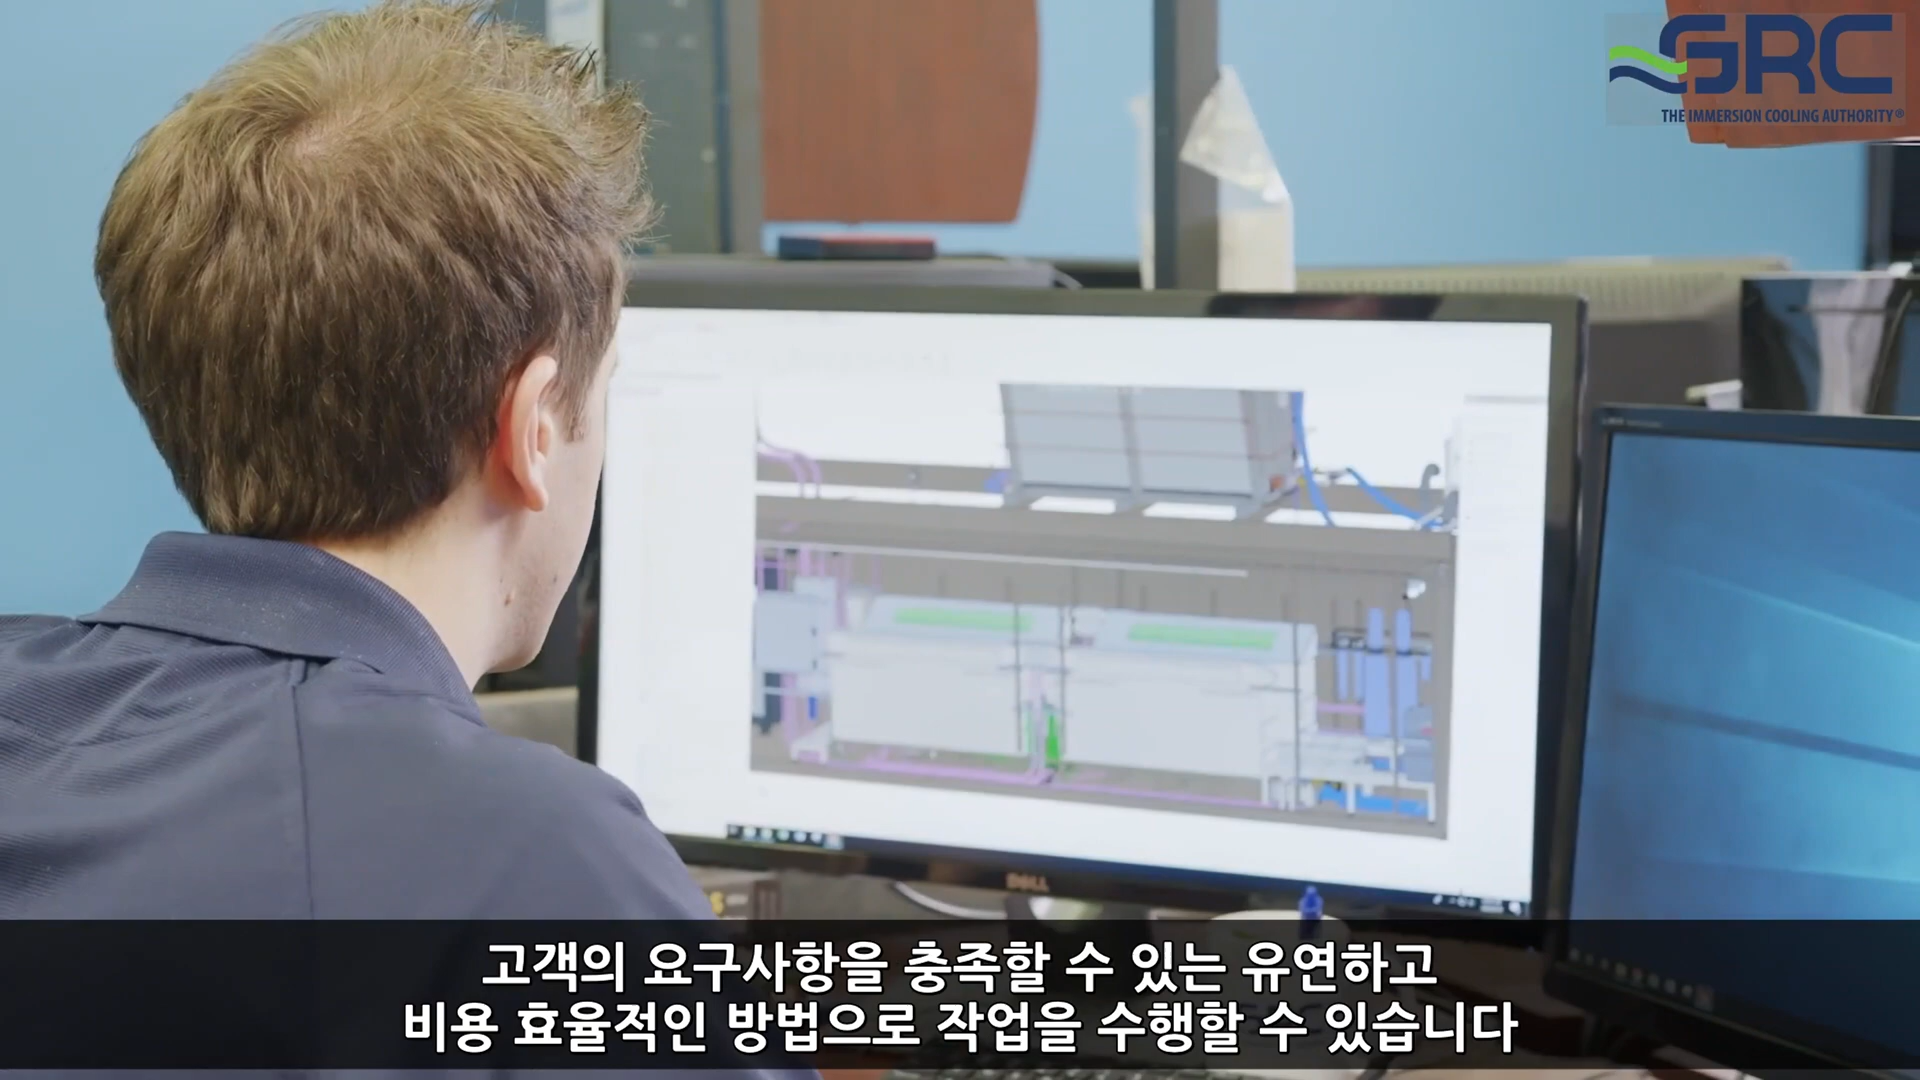 GRC
THE IMMERSION COOLING AUTHORITY®
DELL
고객의 요구사항을 충족할 수 있는 유연하고
비용 효율적인 방법으로 작업을 수행할 수 있습니다